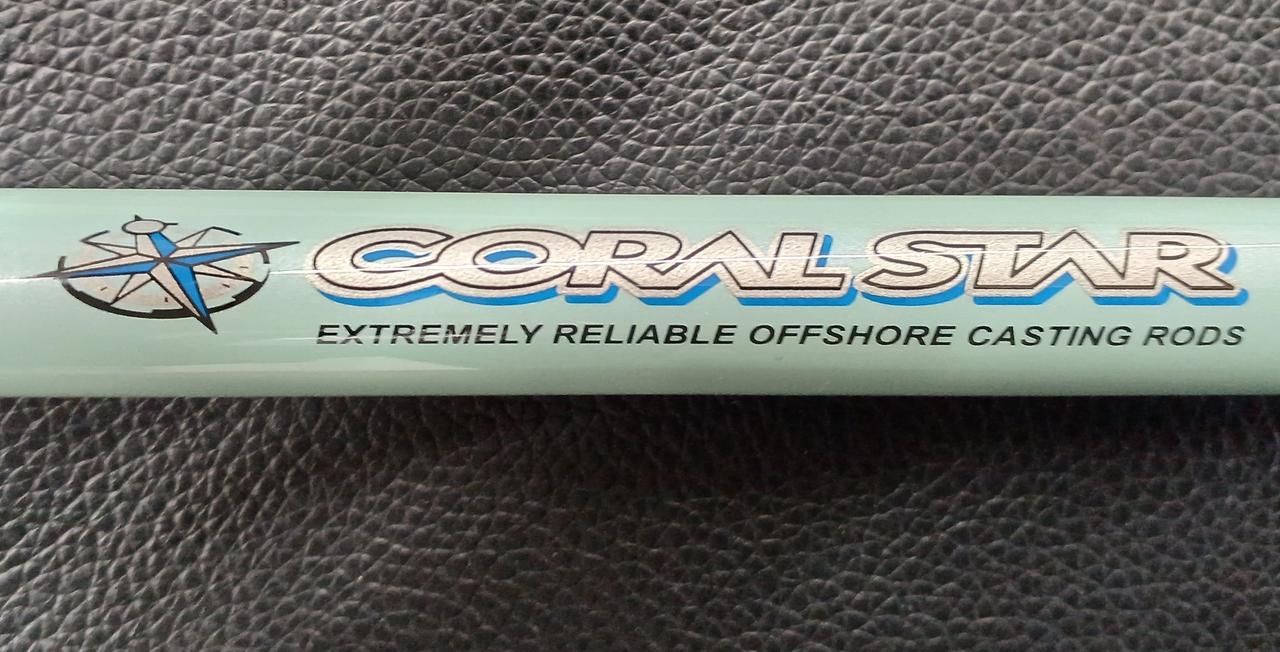 CORAL STAR
EXTREMELY RELIABLE OFFSHORE CASTING RODS